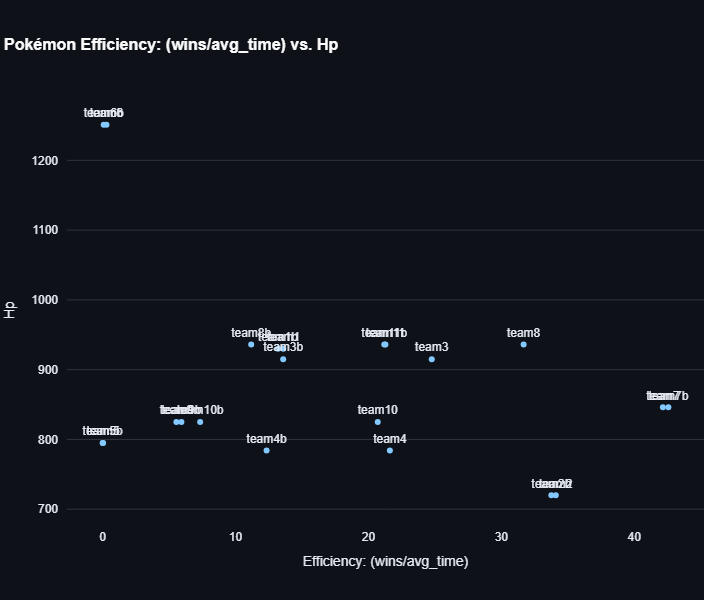 Pokémon Efficiency: (wins/avg_time) vs. Hp
1200
team8b
team11b
team8
1100
1000
team3b
team3
900
team10b
team10
800
team4b
team4
700
0
10
20
30
40
Hp
Efficiency: (wins/avg_time)